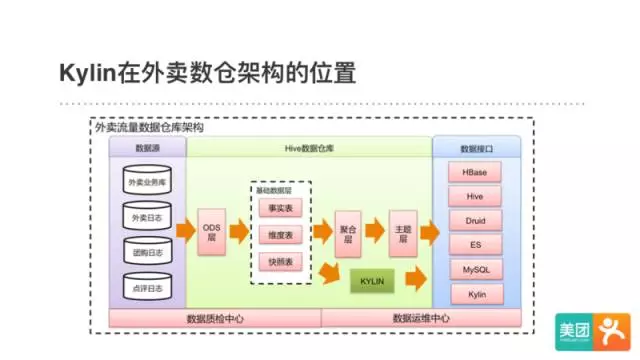 Kylin在外卖数仓架构的位置
外卖流量数据仓库架构
数据源
Hive数据仓库
数据接口
外卖业务库
外卖日志
团购日志
点评日志
ODS
层
基础数据层
事实表
维度表
快照表
聚合
层
主题
层
KYLIN
HBase
Hive
Druid
ES
MySQL
Kylin
数据质检中心
数据运维中心
美团